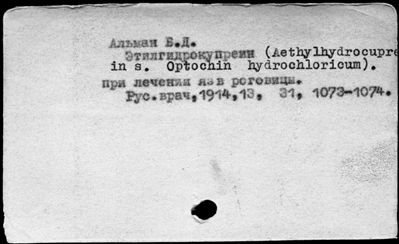 Альман Е.Д.
Этилгидрокупреин (Aethylhydrocupre
in s. Optochin hydrochloricum).
при лечении язв роговицы.
Рус.врач,1914,13, 31, 1073-1074.